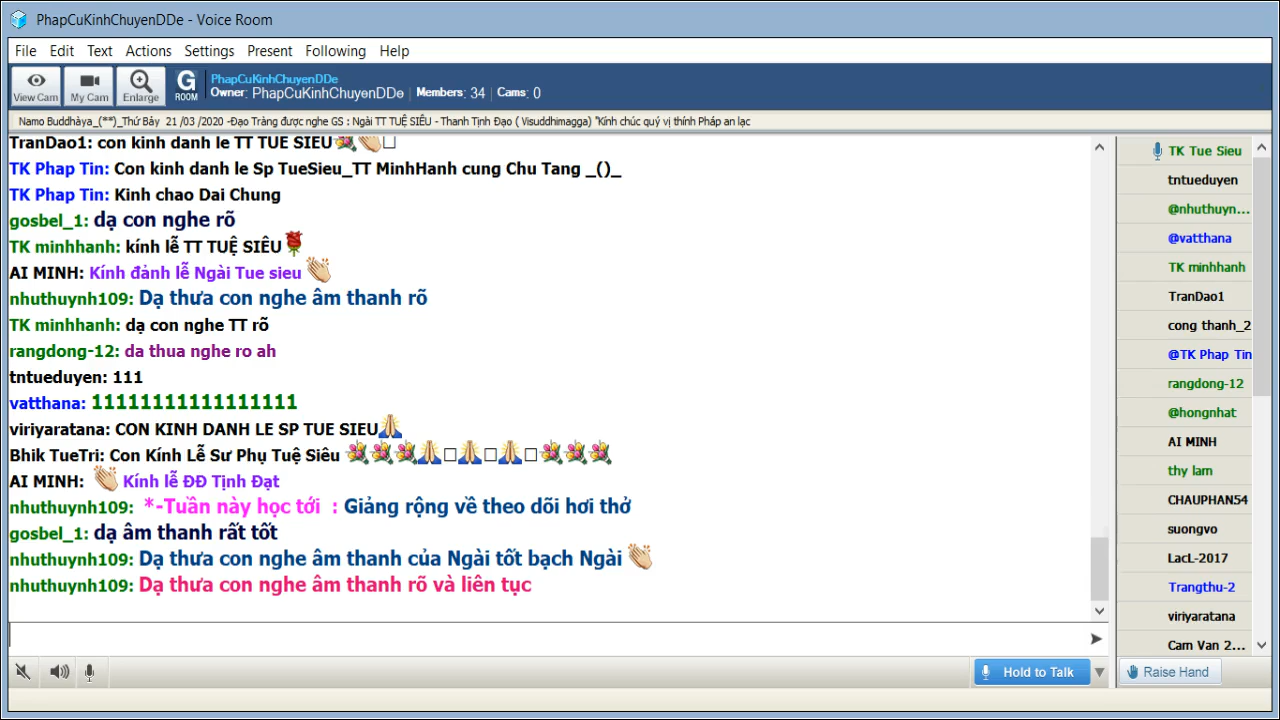 PhapCuKinhChuyenDDe - Voice Room
File Edit Text Actions Settings Present Following Help
View Cam My Cam Enlarge G ROOM
PhapCuKinhChuyenDDe
Owner: PhapCuKinhChuyenDDe Members: 34 Cams: 0
Namo Buddhàya_(**)_Thứ Bảy 21 /03 /2020 -Đạo Tràng được nghe GS : Ngài TT TUỆ SIÊU - Thanh Tịnh Đạo ( Visuddhimagga) "Kính chúc quý vị thính Pháp an lạc
TranDao1: con kinh danh le TT TUE SIEU
TK Phap Tin: Con kinh danh le Sp TueSieu_TT MinhHanh cung Chu Tang _()_
TK Phap Tin: Kinh chao Dai Chung
gosbel_1: dạ con nghe rõ
TK minhhanh: kính lễ TT TUỆ SIÊU
AI MINH: Kính đảnh lễ Ngài Tue sieu
nhuthuynh109: Dạ thưa con nghe âm thanh rõ
TK minhhanh: dạ con nghe TT rõ
rangdong-12: da thua nghe ro ah
tntueduyen: 111
vatthana: 11111111111111111
viriyaratana: CON KINH DANH LE SP TUE SIEU
Bhik TueTri: Con Kính Lễ Sư Phụ Tuệ Siêu
AI MINH: Kính lễ ĐĐ Tịnh Đạt
nhuthuynh109: *-Tuần này học tới : Giảng rộng về theo dõi hơi thở
gosbel_1: dạ âm thanh rất tốt
nhuthuynh109: Dạ thưa con nghe âm thanh của Ngài tốt bạch Ngài
nhuthuynh109: Dạ thưa con nghe âm thanh rõ và liên tục
Hold to Talk
TK Tue Sieu
tntueduyen
@nhuthuyn...
@vatthana
TK minhhanh
TranDao1
cong thanh_2
@TK Phap Tin
rangdong-12
@hongnhat
AI MINH
thy lam
CHAUPHAN54
suongvo
LacL-2017
Trangthu-2
viriyaratana
Cam Van 2...
Raise Hand